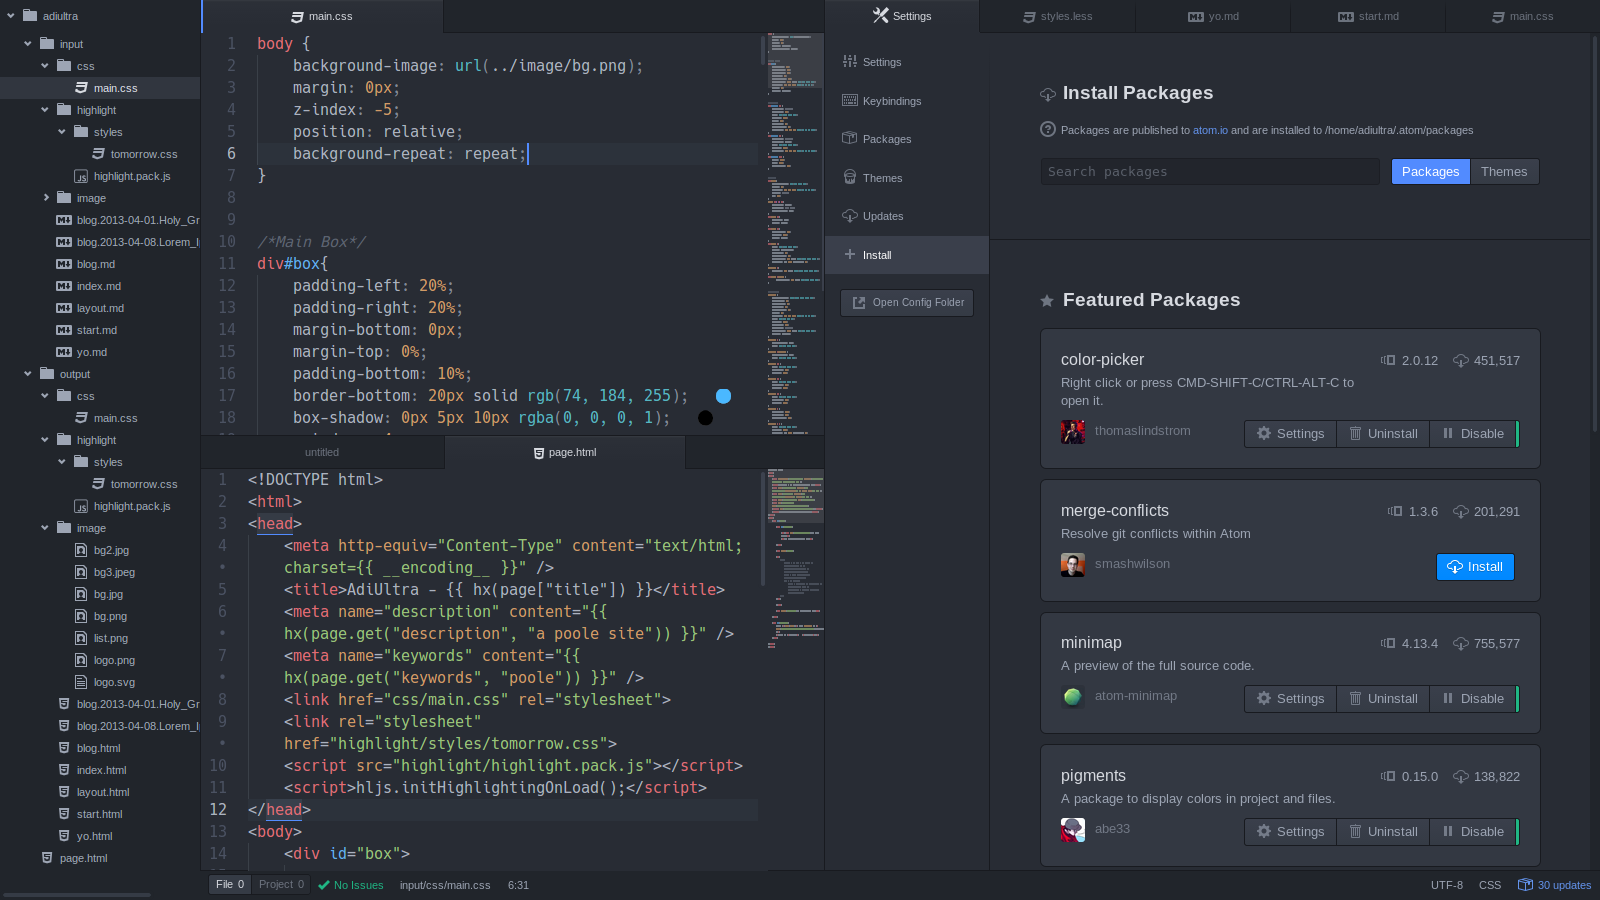 adiultra
input
css
main.css
highlight
styles
tomorrow.css
highlight.pack.js
image
blog.2013-04-01.Holy_Gr
blog.2013-04-08.Lorem_I
blog.md
index.md
layout.md
start.md
yo.md
output
css
main.css
highlight
styles
tomorrow.css
highlight.pack.js
image
bg2.jpg
bg3.jpeg
bg.jpg
bg.png
list.png
logo.png
logo.svg
blog.2013-04-01.Holy_Gr
blog.2013-04-08.Lorem_I
blog.html
index.html
layout.html
start.html
yo.html
page.html
main.css
1 body {
2 background-image: url(../image/bg.png);
3 margin: 0px;
4 z-index: -5;
5 position: relative;
6 background-repeat: repeat;
7 }
8
9
10 /*Main Box*/
11 div#box{
12 padding-left: 20%;
13 padding-right: 20%;
14 margin-bottom: 0px;
15 margin-top: 0%;
16 padding-bottom: 10%;
17 border-bottom: 20px solid rgb(74, 184, 255);
18 box-shadow: 0px 5px 10px rgba(0, 0, 0, 1);
untitled
page.html
1 <!DOCTYPE html>
2 <html>
3 <head>
4 <meta http-equiv="Content-Type" content="text/html;
• charset={{ __encoding__ }}" />
5 <title>AdiUltra - {{ hx(page["title"]) }}</title>
6 <meta name="description" content="{{
• hx(page.get("description", "a poole site")) }}" />
7 <meta name="keywords" content="{{
• hx(page.get("keywords", "poole")) }}" />
8 <link href="css/main.css" rel="stylesheet">
9 <link rel="stylesheet"
• href="highlight/styles/tomorrow.css">
10 <script src="highlight/highlight.pack.js"></script>
11 <script>hljs.initHighlightingOnLoad();</script>
12 </head>
13 <body>
14 <div id="box">
File 0 Project 0 No Issues input/css/main.css 6:31
Settings
styles.less
yo.md
start.md
main.css
Settings
Keybindings
Packages
Themes
Updates
Install
Open Config Folder
Install Packages
Packages are published to atom.io and are installed to /home/adiultra/.atom/packages
Search packages
Packages Themes
Featured Packages
color-picker 2.0.12 451,517
Right click or press CMD-SHIFT-C/CTRL-ALT-C to
open it.
thomaslindstrom Settings Uninstall Disable
merge-conflicts 1.3.6 201,291
Resolve git conflicts within Atom
smashwilson Install
minimap 4.13.4 755,577
A preview of the full source code.
atom-minimap Settings Uninstall Disable
pigments 0.15.0 138,822
A package to display colors in project and files.
abe33 Settings Uninstall Disable
UTF-8 CSS 30 updates